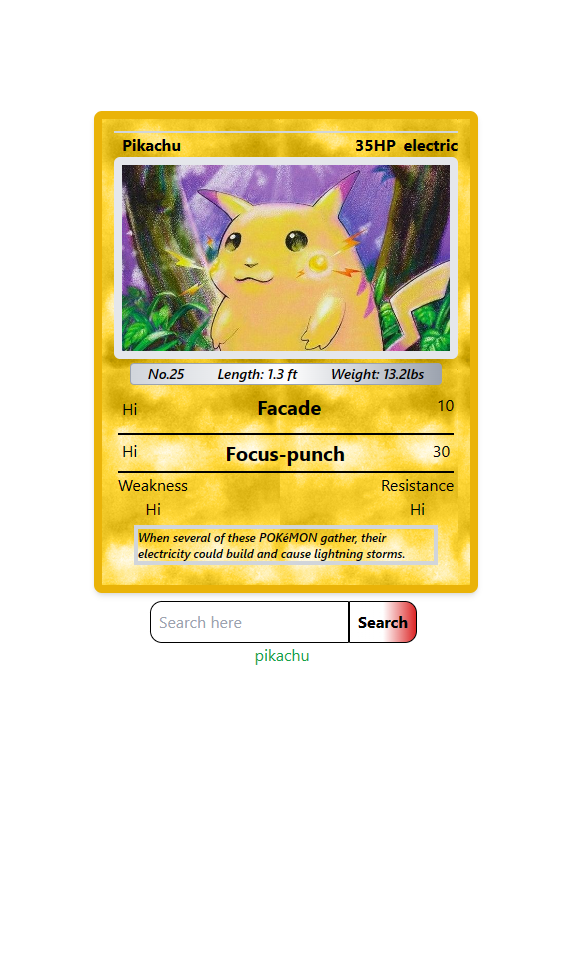 Pikachu 35HP electric
No.25 Length: 1.3 ft Weight: 13.2lbs
Hi Facade 10
Hi Focus-punch 30
Weakness Resistance
Hi Hi
When several of these POKéMON gather, their
electricity could build and cause lightning storms.
Search here Search
pikachu